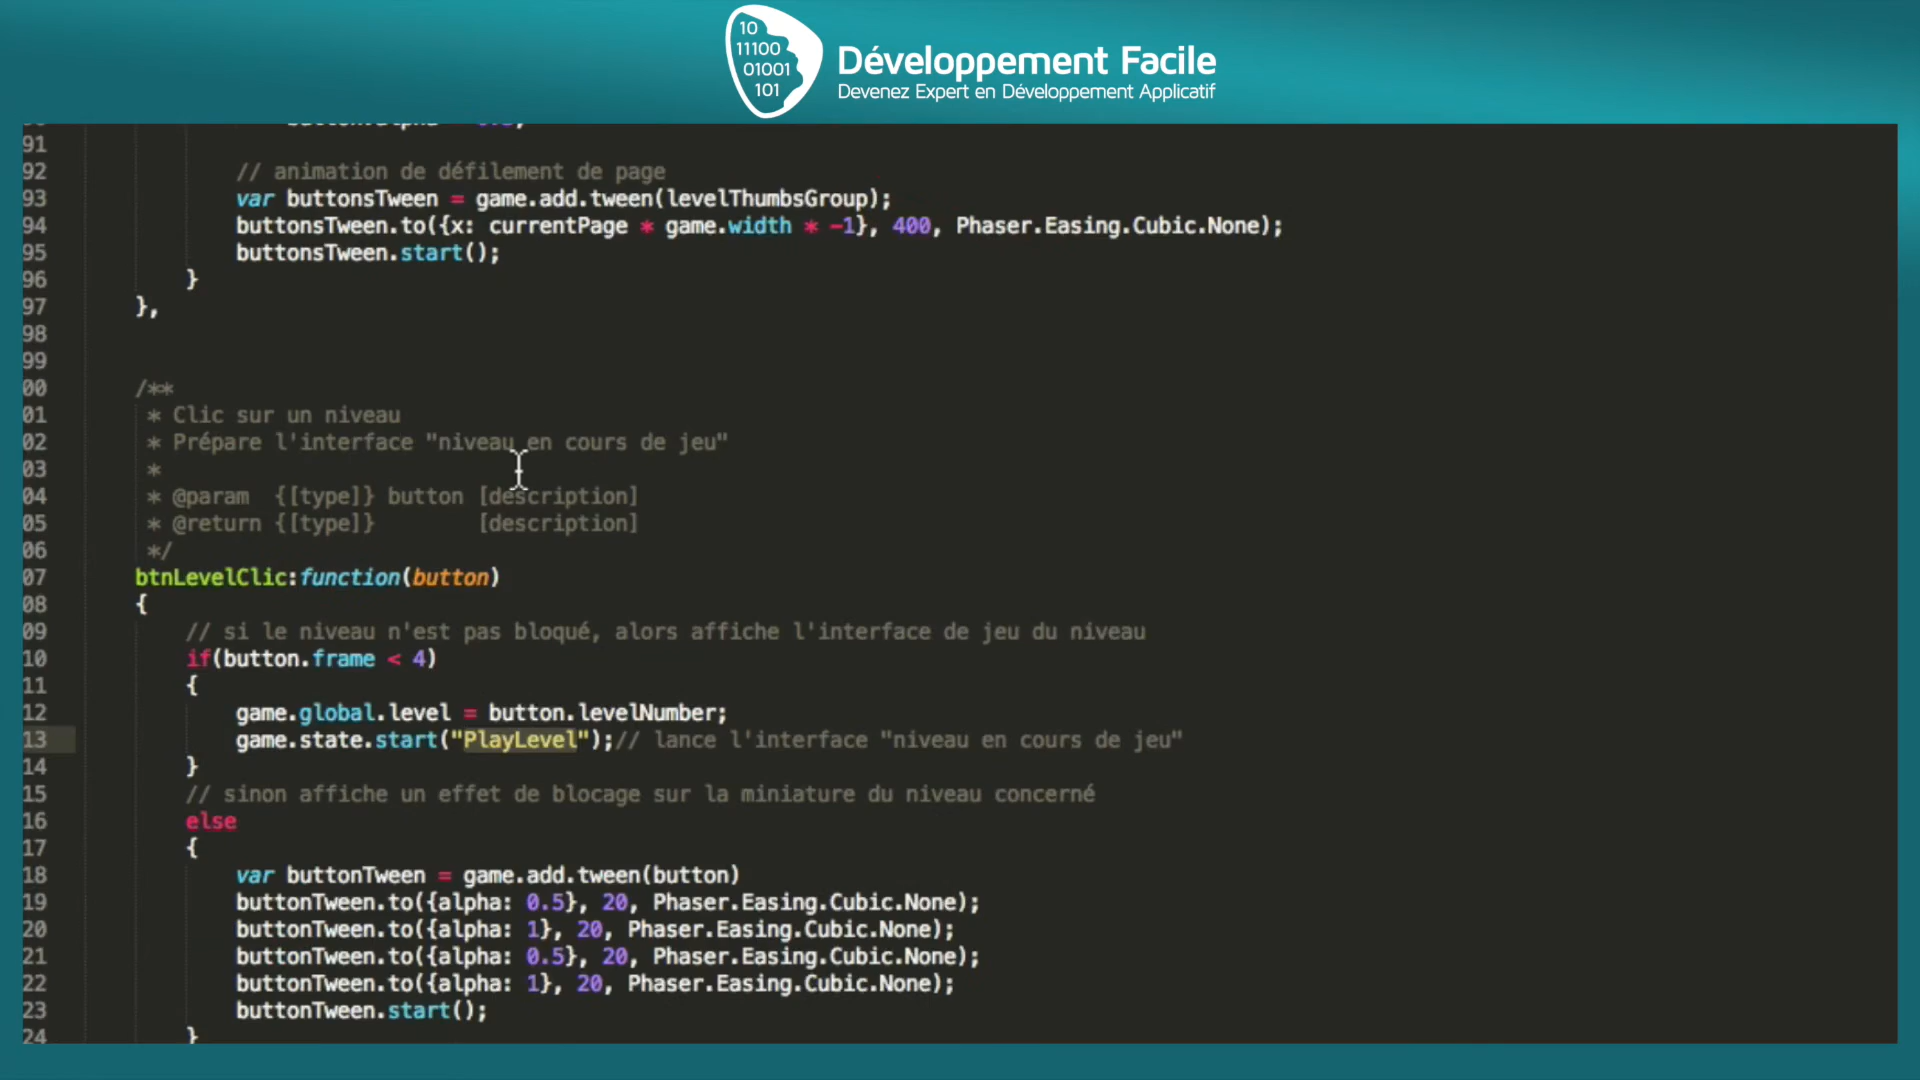 10
11100
01001
101
Développement Facile
Devenez Expert en Développement Applicatif
91
92 // animation de défilement de page
93 var buttonsTween = game.add.tween(levelThumbsGroup);
94 buttonsTween.to({x: currentPage * game.width * -1}, 400, Phaser.Easing.Cubic.None);
95 buttonsTween.start();
96 }
97 },
98
99
00 /**
01 * Clic sur un niveau
02 * Prépare l'interface "niveau en cours de jeu"
03 *
04 * @param {[type]} button [description]
05 * @return {[type]} [description]
06 */
07 btnLevelClic:function(button)
08 {
09 // si le niveau n'est pas bloqué, alors affiche l'interface de jeu du niveau
10 if(button.frame < 4)
11 {
12 game.global.level = button.levelNumber;
13 game.state.start("PlayLevel");// lance l'interface "niveau en cours de jeu"
14 }
15 // sinon affiche un effet de blocage sur la miniature du niveau concerné
16 else
17 {
18 var buttonTween = game.add.tween(button)
19 buttonTween.to({alpha: 0.5}, 20, Phaser.Easing.Cubic.None);
20 buttonTween.to({alpha: 1}, 20, Phaser.Easing.Cubic.None);
21 buttonTween.to({alpha: 0.5}, 20, Phaser.Easing.Cubic.None);
22 buttonTween.to({alpha: 1}, 20, Phaser.Easing.Cubic.None);
23 buttonTween.start();
24 }